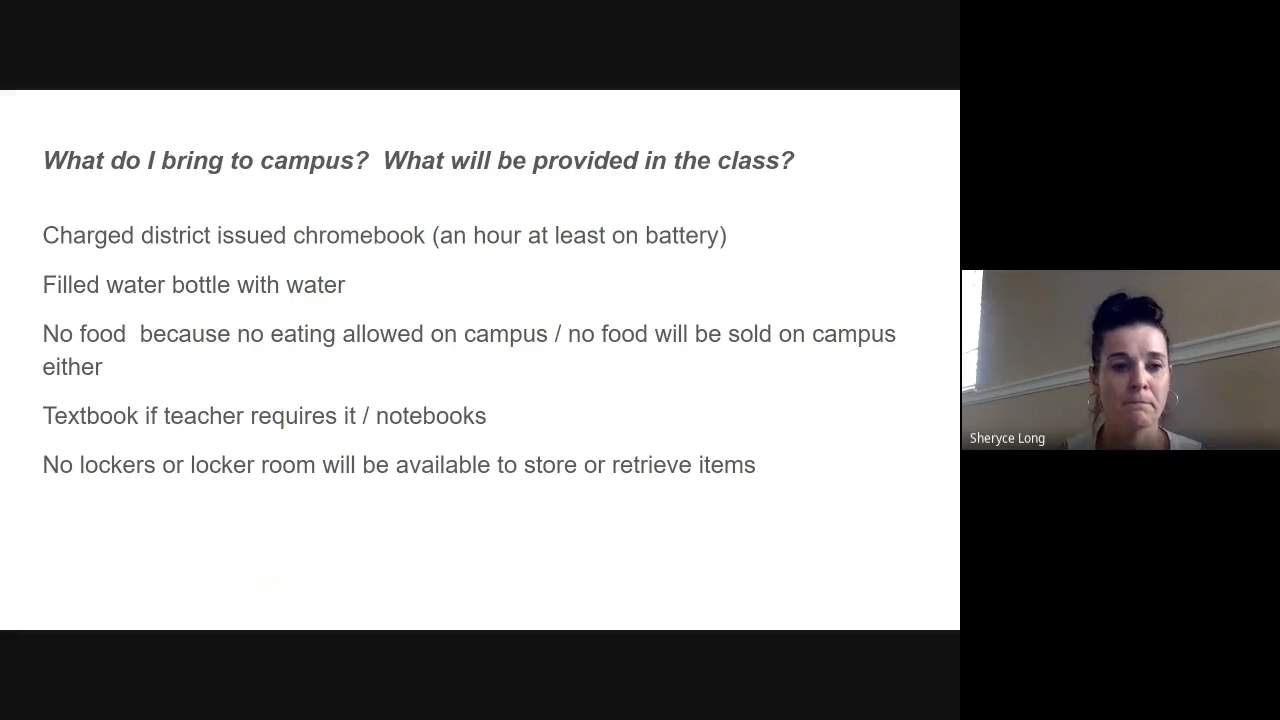 What do I bring to campus?  What will be provided in the class?
Charged district issued chromebook (an hour at least on battery)
Filled water bottle with water
No food  because no eating allowed on campus / no food will be sold on campus
either
Textbook if teacher requires it / notebooks
No lockers or locker room will be available to store or retrieve items
Sheryce Long